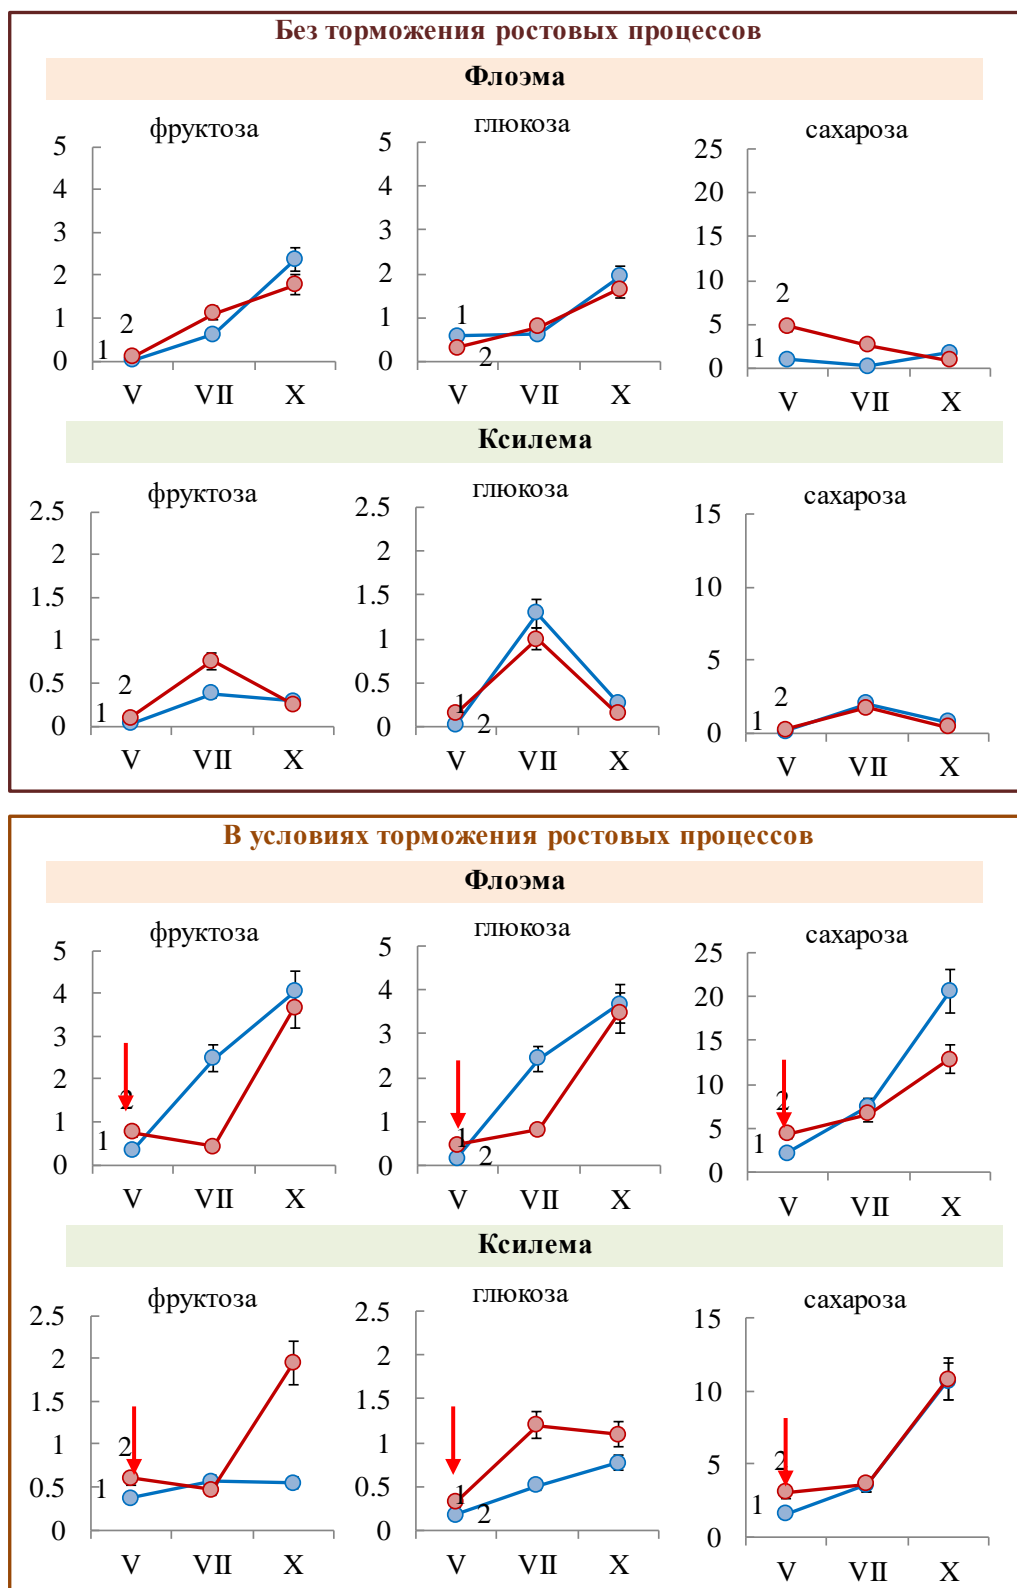 Без торможения ростовых процессов
Флоэма
фруктоза глюкоза сахароза
5 5 25
4 4 20
3 3 15
2 2 10
1 1 5
0 0 0
2 1 2
1 2 1
V VII X V VII X V VII X
Ксилема
фруктоза глюкоза сахароза
2.5 2.5 15
2 2 10
1.5 1.5 5
1 1 0
0.5 0.5
0 0
2 1 2
1 2 1
V VII X V VII X V VII X
В условиях торможения ростовых процессов
Флоэма
фруктоза глюкоза сахароза
5 5 25
4 4 20
3 3 15
2 2 10
1 1 5
0 0 0
2 1 2
1 2 1
V VII X V VII X V VII X
Ксилема
фруктоза глюкоза сахароза
2.5 2.5 15
2 2 10
1.5 1.5 5
1 1 0
0.5 0.5
0 0
2 1 2
1 2 1
V VII X V VII X V VII X